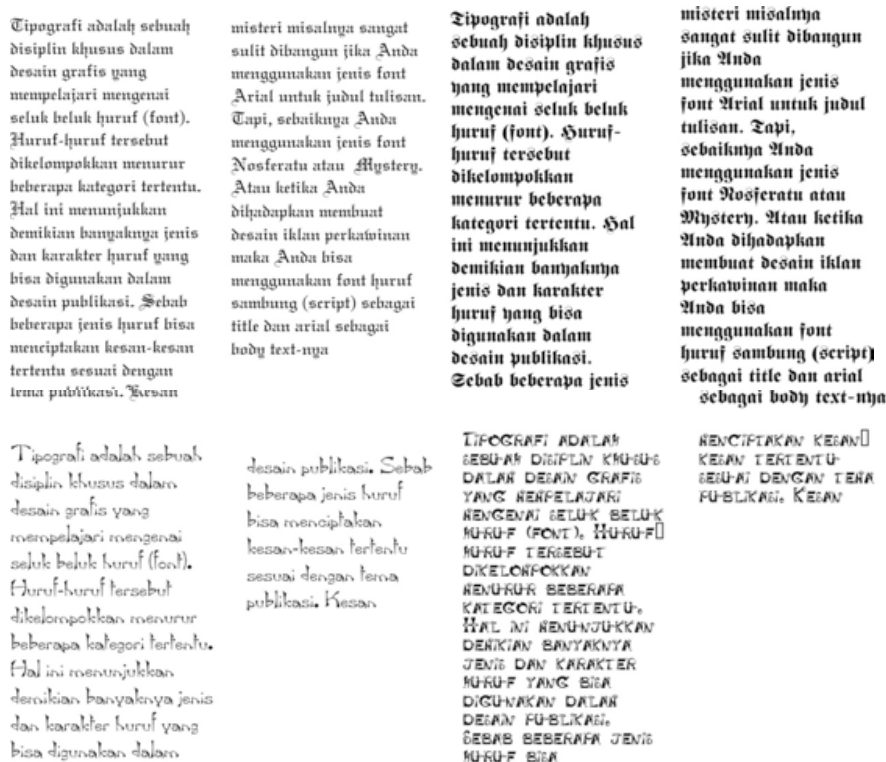 Tipografi adalah sebuah
disiplin khusus dalam
desain grafis yang
mempelajari mengenai
seluk beluk huruf (font).
Huruf-huruf tersebut
dikelompokkan menurur
beberapa kategori tertentu.
Hal ini menunjukkan
demikian banyaknya jenis
dan karakter huruf yang
bisa digunakan dalam
desain publikasi. Sebab
beberapa jenis huruf bisa
menciptakan kesan-kesan
tertentu sesuai dengan
tema publikasi. Kesan
misteri misalnya sangat
sulit dibangun jika Anda
menggunakan jenis font
Arial untuk judul tulisan.
Tapi, sebaiknya Anda
menggunakan jenis font
Nosferatu atau Mystery.
Atau ketika Anda
dihadapkan membuat
desain iklan perkawinan
maka Anda bisa
menggunakan font huruf
sambung (script) sebagai
title dan arial sebagai
body text-nya
Tipografi adalah
sebuah disiplin khusus
dalam desain grafis
yang mempelajari
mengenai seluk beluk
huruf (font). Huruf-
huruf tersebut
dikelompokkan
menurur beberapa
kategori tertentu. Hal
ini menunjukkan
demikian banyaknya
jenis dan karakter
huruf yang bisa
digunakan dalam
desain publikasi.
Sebab beberapa jenis
misteri misalnya
sangat sulit dibangun
jika Anda
menggunakan jenis
font Arial untuk judul
tulisan. Tapi,
sebaiknya Anda
menggunakan jenis
font Nosferatu atau
Mystery. Atau ketika
Anda dihadapkan
membuat desain iklan
perkawinan maka
Anda bisa
menggunakan font
huruf sambung (script)
sebagai title dan arial
sebagai body text-nya
Tipografi adalah sebuah
disiplin khusus dalam
desain grafis yang
mempelajari mengenai
seluk beluk huruf (font).
Huruf-huruf tersebut
dikelompokkan menurur
beberapa kategori tertentu.
Hal ini menunjukkan
demikian banyaknya jenis
dan karakter huruf yang
bisa digunakan dalam
desain publikasi. Sebab
beberapa jenis huruf
bisa menciptakan
kesan-kesan tertentu
sesuai dengan tema
publikasi. Kesan
TIPOGRAFI ADALAH
SEBUAH DISIPLIN KHUSUS
DALAM DESAIN GRAFIS
YANG MEMPELAJARI
MENGENAI SELUK BELUK
HURUF (FONT). HURUF▯
HURUF TERSEBUT
DIKELOMPOKKAN
MENURUR BEBERAPA
KATEGORI TERTENTU.
HAL INI MENUNJUKKAN
DEMIKIAN BANYAKNYA
JENIS DAN KARAKTER
HURUF YANG BISA
DIGUNAKAN DALAM
DESAIN PUBLIKASI.
SEBAB BEBERAPA JENIS
HURUF BISA
MENCIPTAKAN KESAN▯
KESAN TERTENTU
SESUAI DENGAN TEMA
PUBLIKASI. KESAN